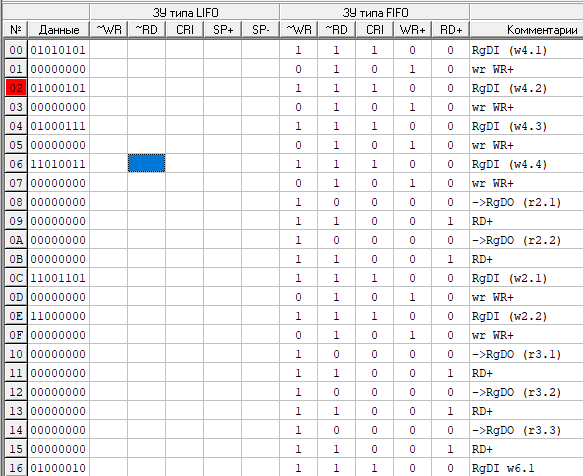 ЗУ типа LIFO ЗУ типа FIFO
№ Данные ~WR ~RD CRI SP+ SP- ~WR ~RD CRI WR+ RD+ Комментарии
00 01010101 1 1 1 0 0 RgDI (w4.1)
01 00000000 0 1 0 1 0 wr WR+
02 01000101 1 1 1 0 0 RgDI (w4.2)
03 00000000 0 1 0 1 0 wr WR+
04 01000111 1 1 1 0 0 RgDI (w4.3)
05 00000000 0 1 0 1 0 wr WR+
06 11010011 1 1 1 0 0 RgDI (w4.4)
07 00000000 0 1 0 1 0 wr WR+
08 00000000 1 0 0 0 0 ->RgDO (r2.1)
09 00000000 1 1 0 0 1 RD+
0A 00000000 1 0 0 0 0 ->RgDO (r2.2)
0B 00000000 1 1 0 0 1 RD+
0C 11001101 1 1 1 0 0 RgDI (w2.1)
0D 00000000 0 1 0 1 0 wr WR+
0E 11000000 1 1 1 0 0 RgDI (w2.2)
0F 00000000 0 1 0 1 0 wr WR+
10 00000000 1 0 0 0 0 ->RgDO (r3.1)
11 00000000 1 1 0 0 1 RD+
12 00000000 1 0 0 0 0 ->RgDO (r3.2)
13 00000000 1 1 0 0 1 RD+
14 00000000 1 0 0 0 0 ->RgDO (r3.3)
15 00000000 1 1 0 0 1 RD+
16 01000010 1 1 1 0 0 RgDI w6.1